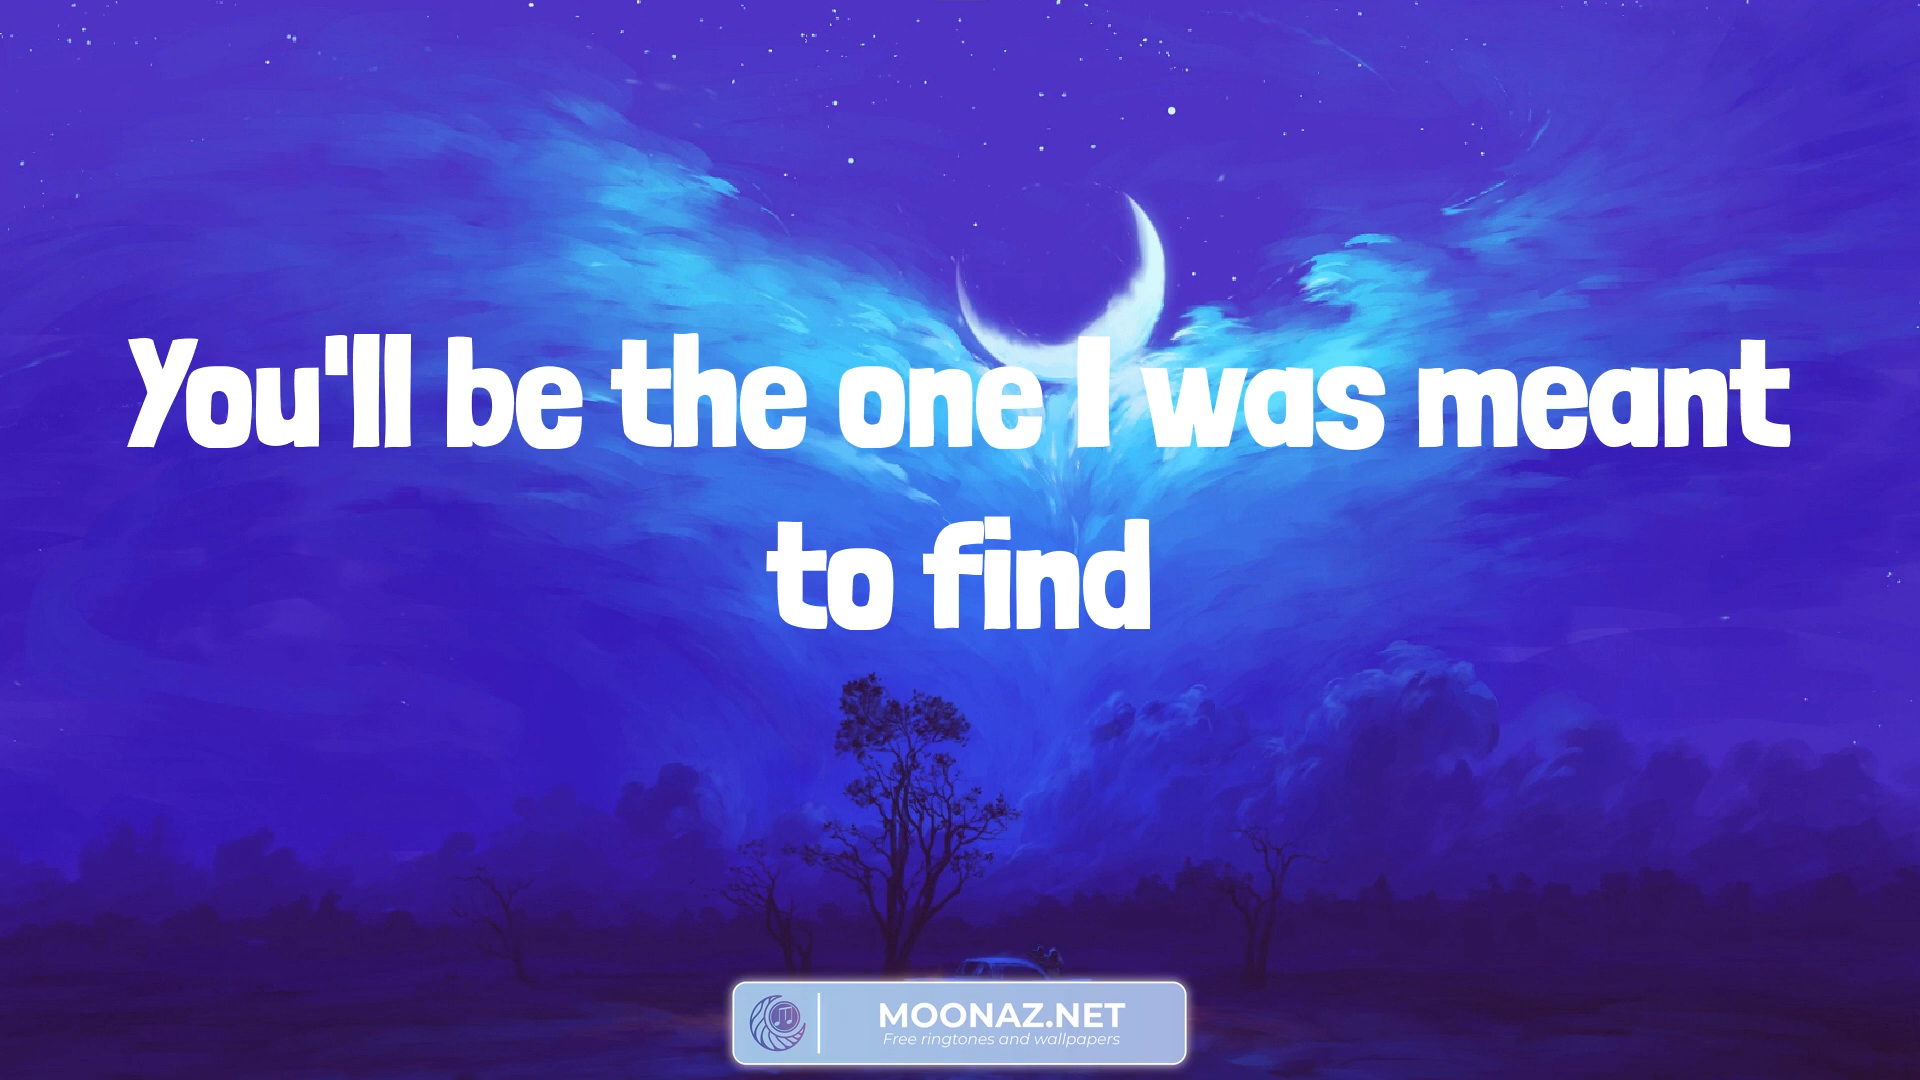 You'll be the one I was meant
to find
MOONAZ.NET
Free ringtones and wallpapers